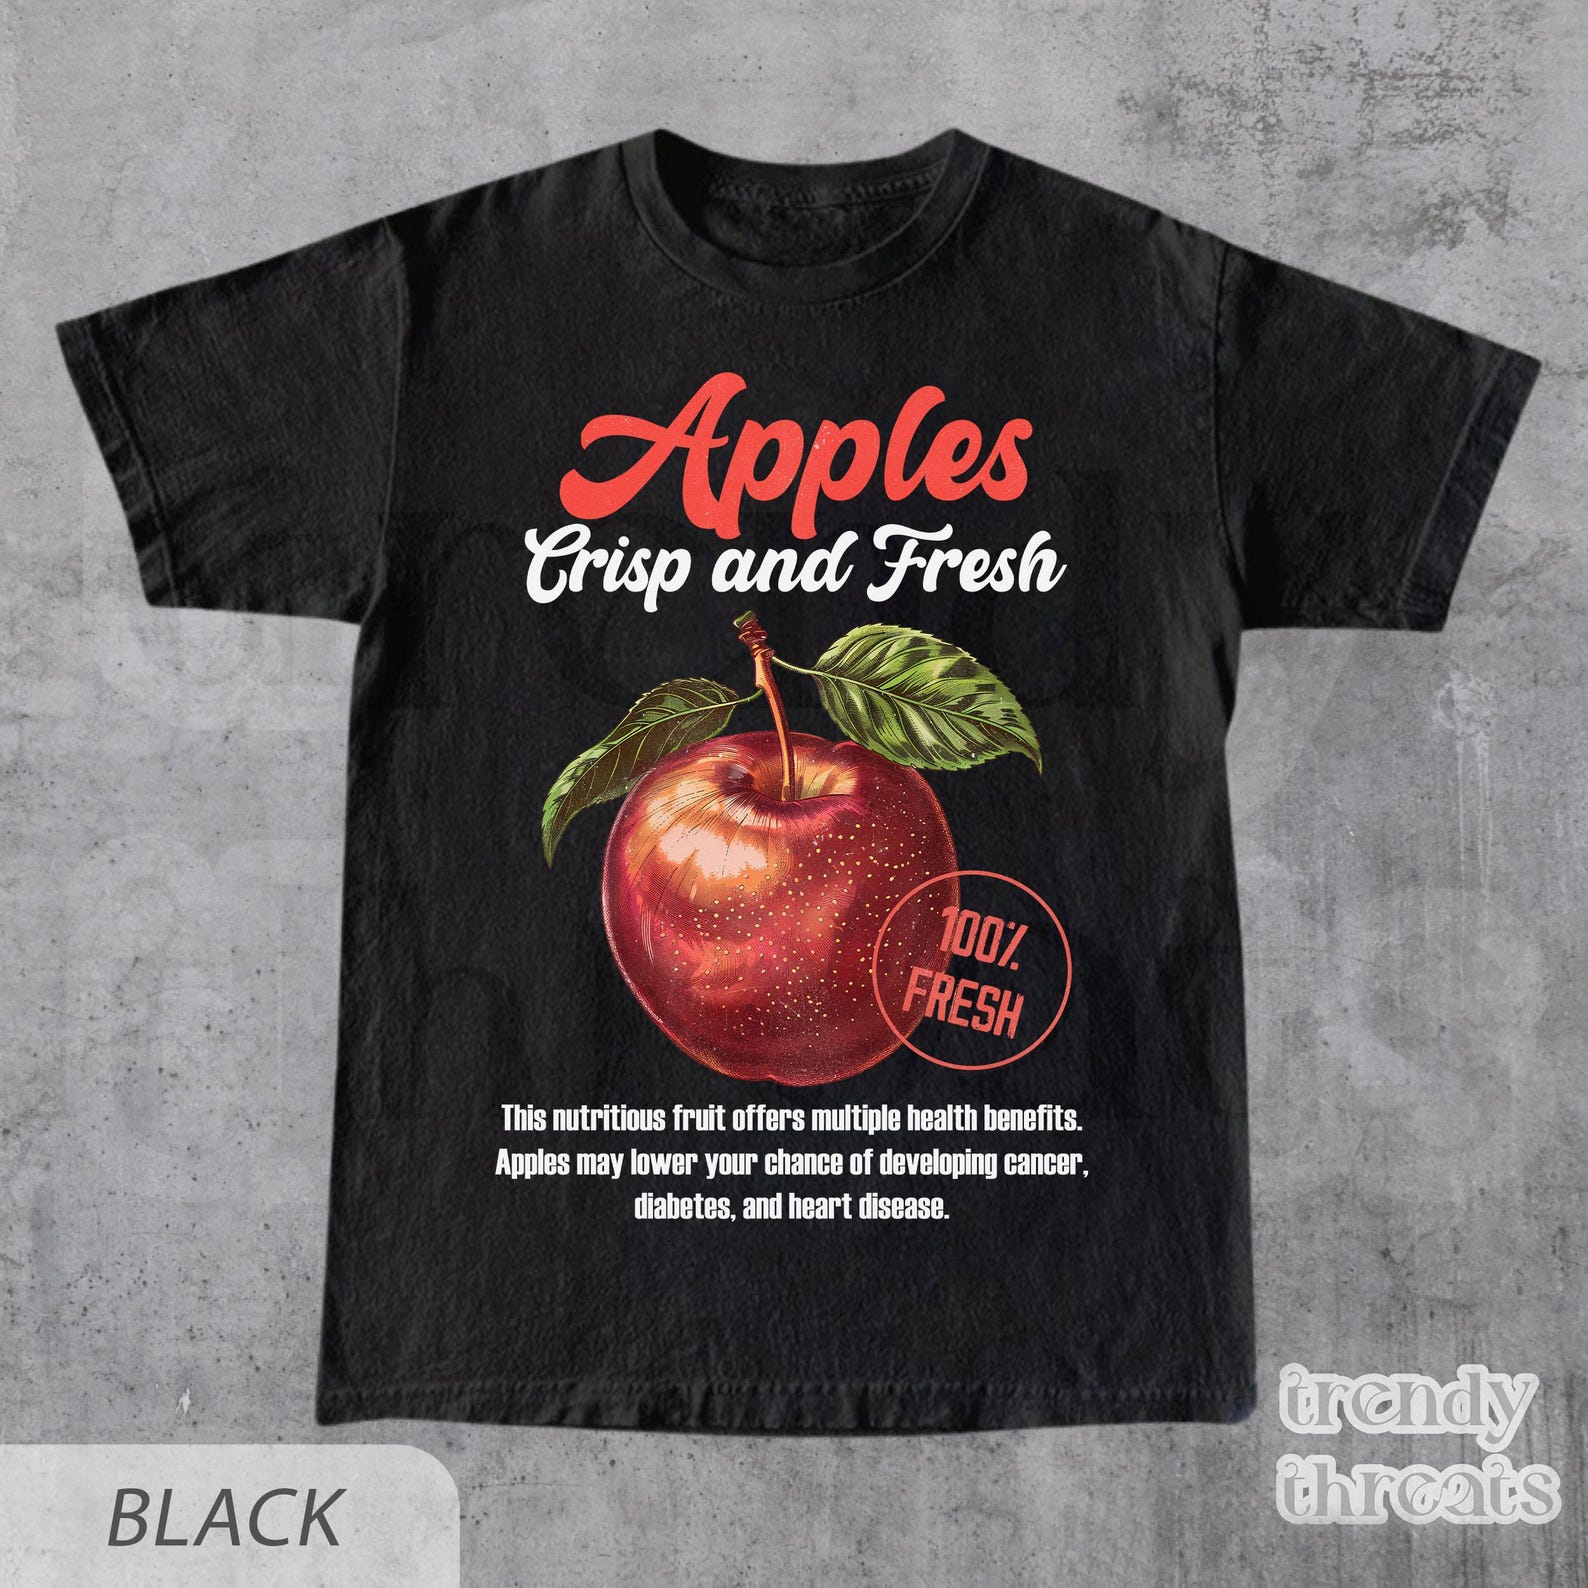 Apples
Crisp and Fresh
100%
FRESH
This nutritious fruit offers multiple health benefits.
Apples may lower your chance of developing cancer,
diabetes, and heart disease.
BLACK
trendy
threats